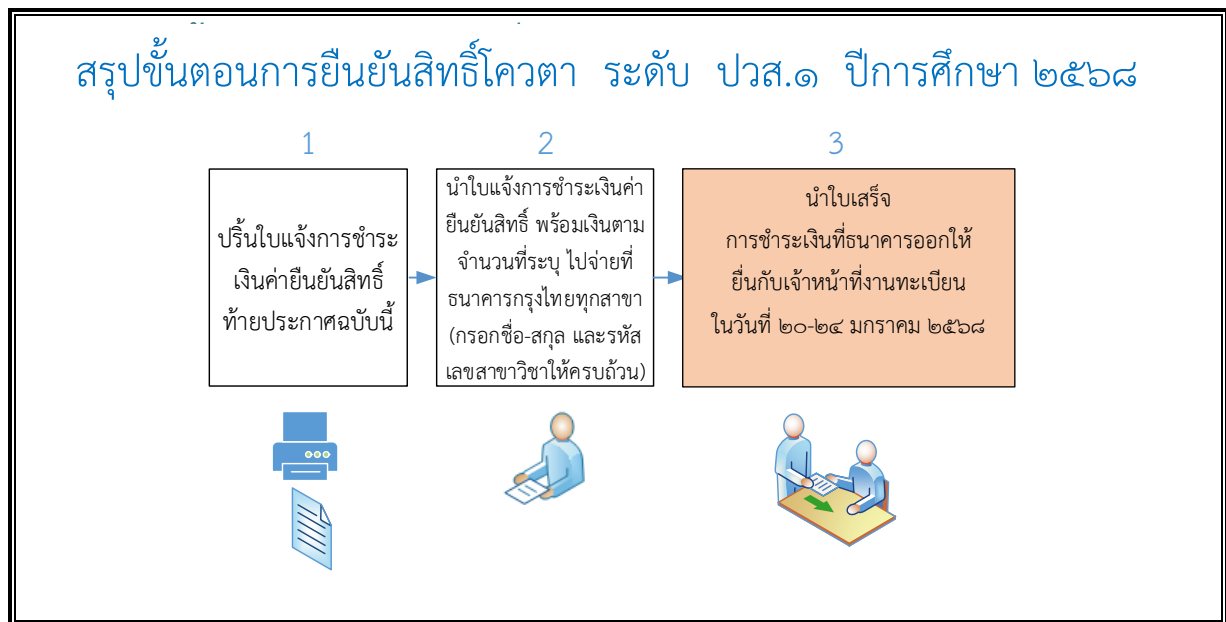 สรุปขั้นตอนการยืนยันสิทธิ์โควตา ระดับ ปวส.๑ ปีการศึกษา ๒๕๖๘
1
ปริ้นใบแจ้งการชำระ
เงินค่ายืนยันสิทธิ์
ท้ายประกาศฉบับนี้
2
นำใบแจ้งการชำระเงินค่า
ยืนยันสิทธิ์ พร้อมเงินตาม
จำนวนที่ระบุ ไปจ่ายที่
ธนาคารกรุงไทยทุกสาขา
(กรอกชื่อ-สกุล และรหัส
เลขสาขาวิชาให้ครบถ้วน)
3
นำใบเสร็จ
การชำระเงินที่ธนาคารออกให้
ยื่นกับเจ้าหน้าที่งานทะเบียน
ในวันที่ ๒๐-๒๔ มกราคม ๒๕๖๘